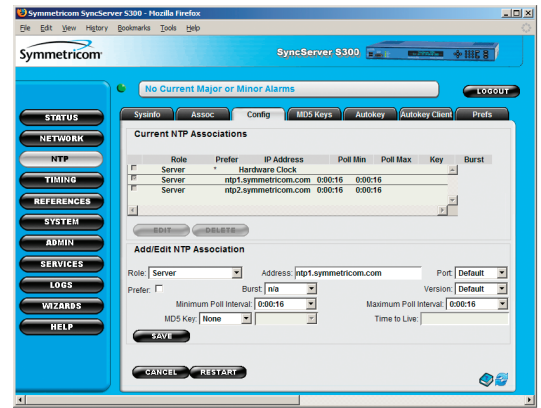 Symmetricom SyncServer S300 - Mozilla Firefox
File Edit View History Bookmarks Tools Help
Symmetricom
SyncServer S300
No Current Major or Minor Alarms
LOGOUT
STATUS
NETWORK
NTP
TIMING
REFERENCES
SYSTEM
ADMIN
SERVICES
LOGS
WIZARDS
HELP
Sysinfo Assoc Config MD5 Keys Autokey Autokey Client Prefs
Current NTP Associations
Role Prefer IP Address Poll Min Poll Max Key Burst
Server * Hardware Clock
Server ntp1.symmetricom.com 0:00:16 0:00:16
Server ntp2.symmetricom.com 0:00:16 0:00:16
EDIT DELETE
Add/Edit NTP Association
Role: Server Address: ntp1.symmetricom.com Port: Default
Prefer: Burst: n/a Version: Default
Minimum Poll Interval: 0:00:16 Maximum Poll Interval: 0:00:16
MD5 Key: None Time to Live:
SAVE
CANCEL RESTART